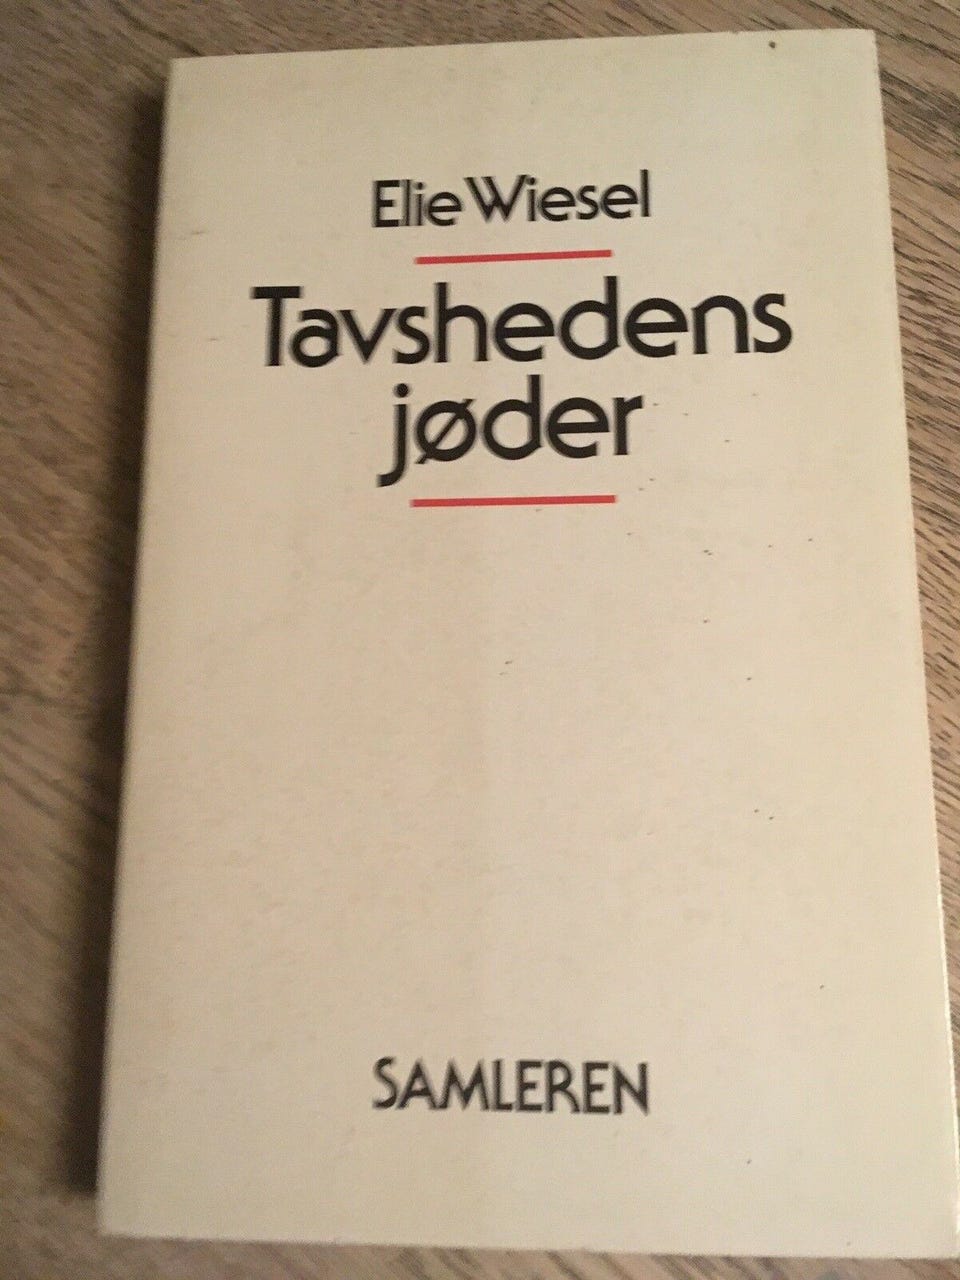 Elie Wiesel
Tavshedens
jøder
SAMLEREN